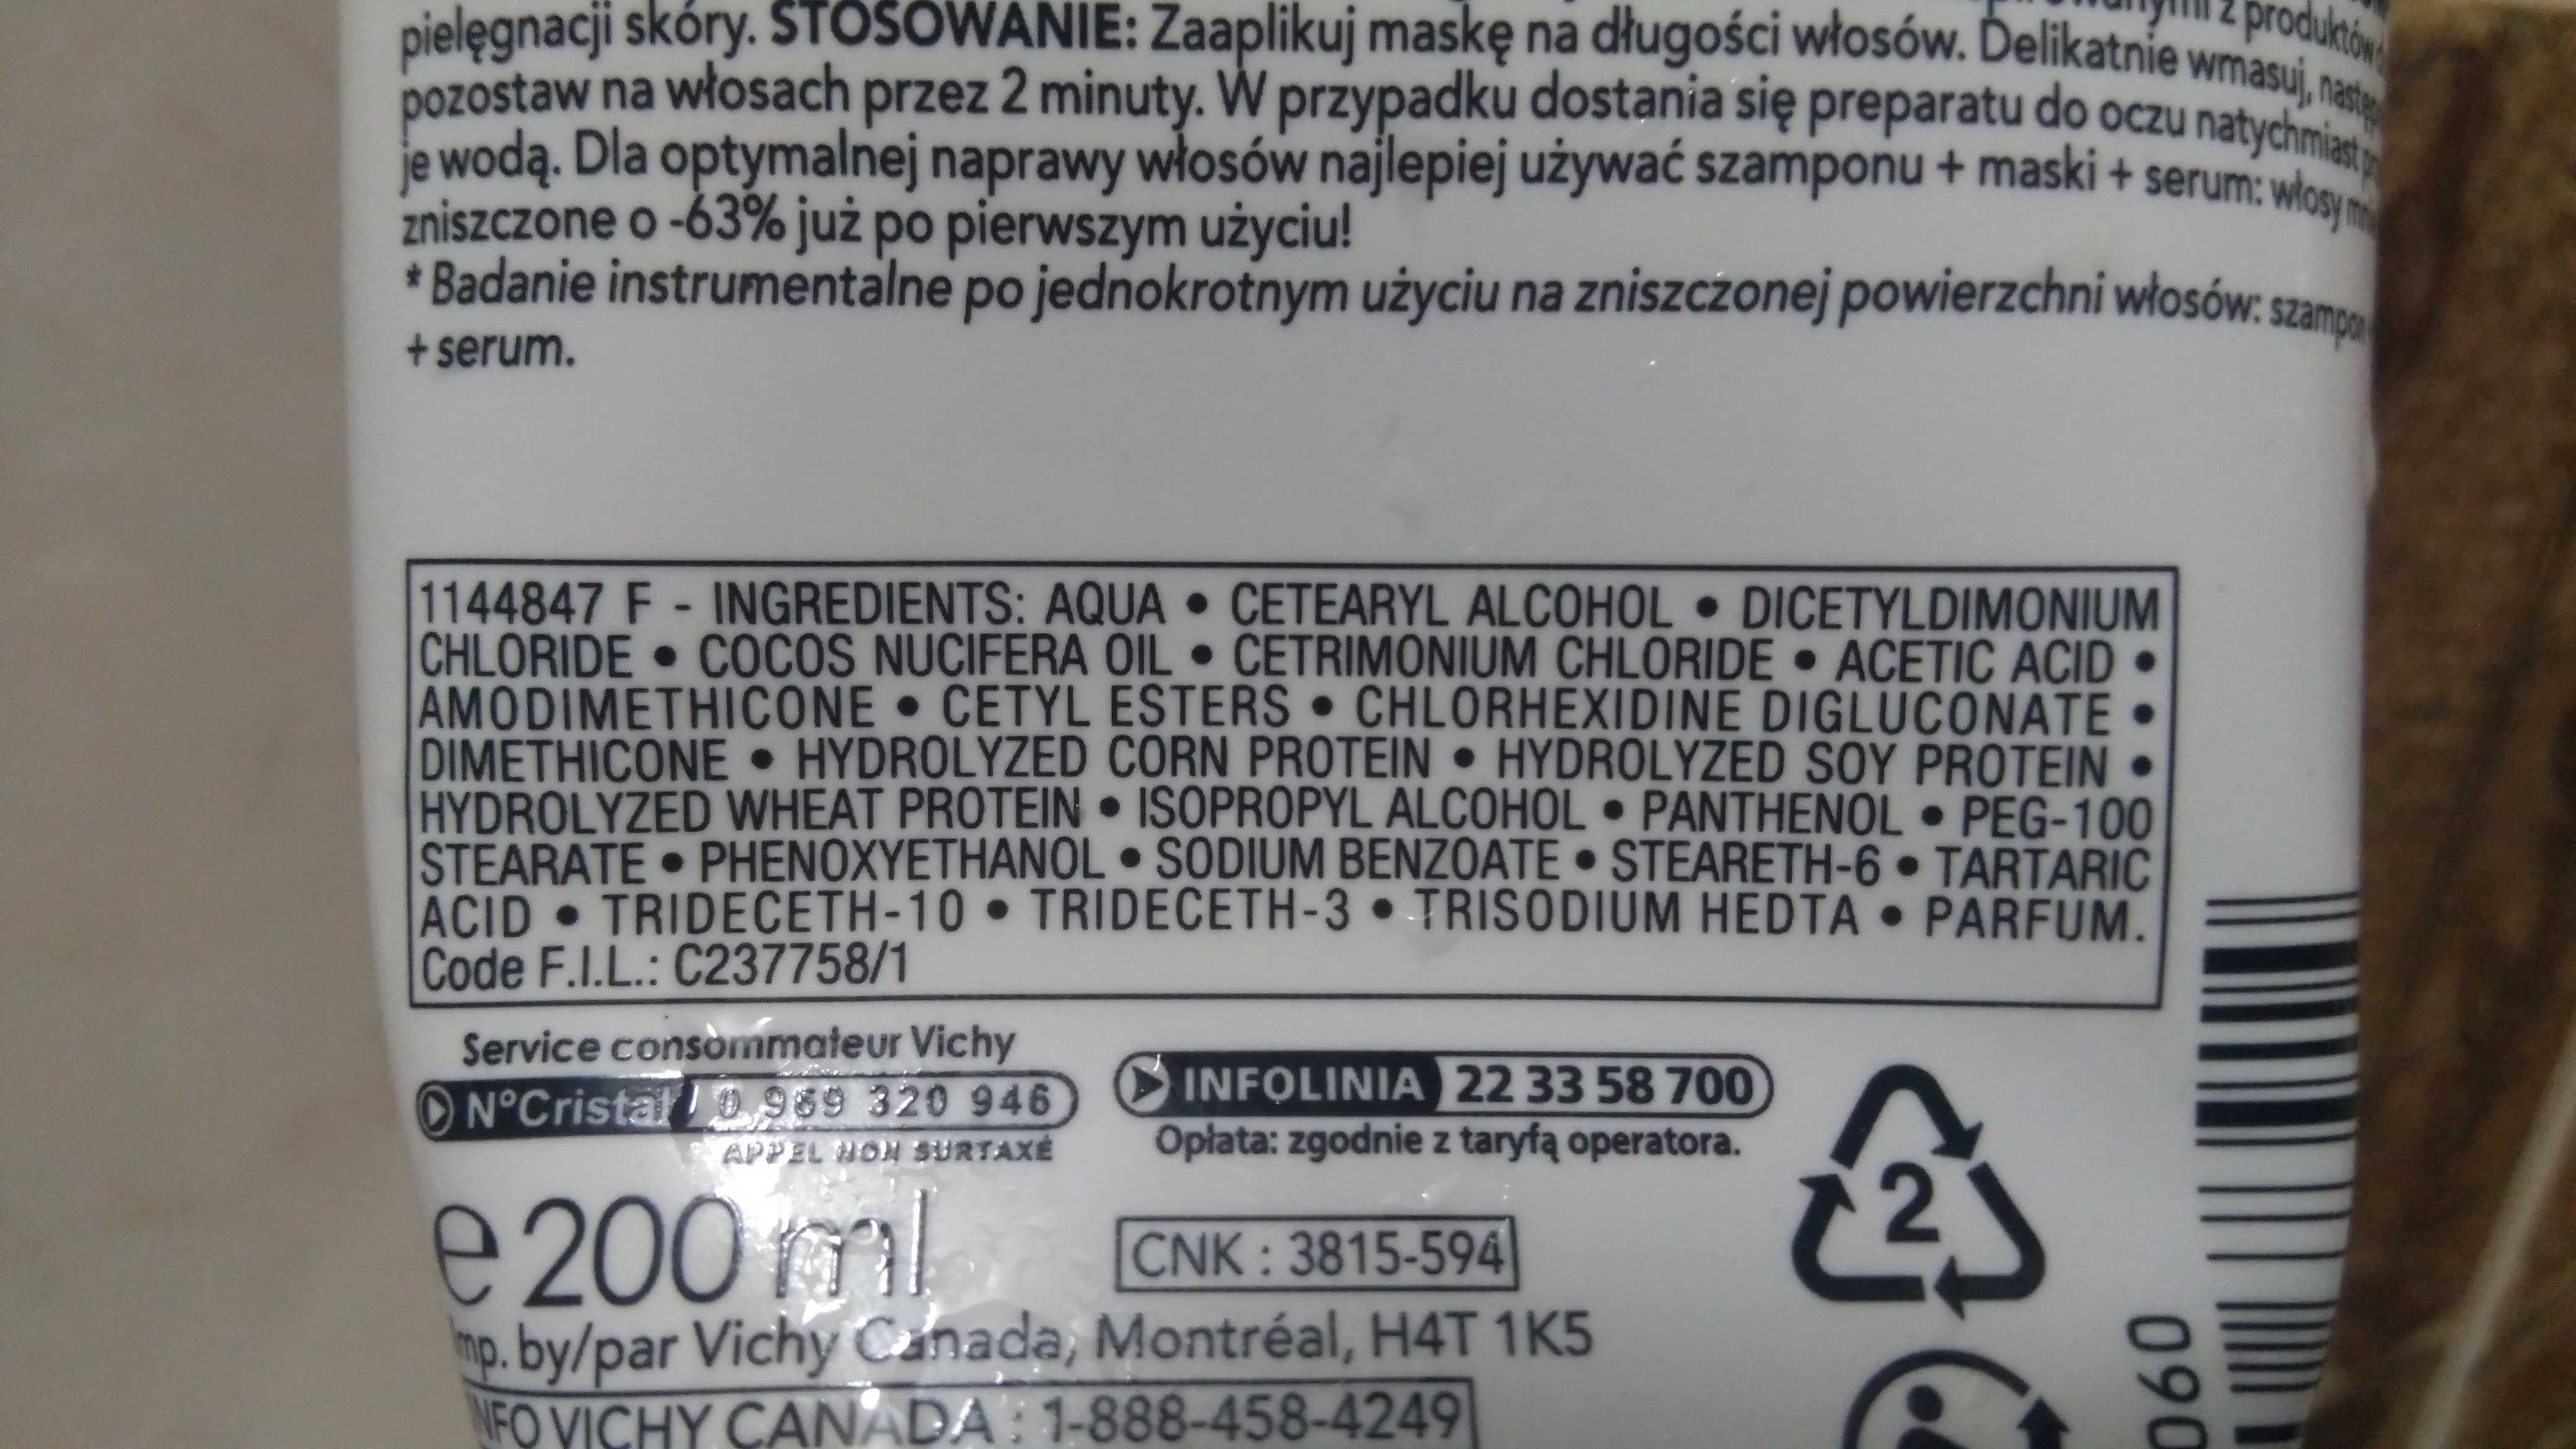 pielęgnacji skóry. STOSOWANIE: Zaaplikuj maskę na długości włosów. Delikatnie wmasuj,
z produktów
pozostaw na włosach przez 2 minuty. W przypadku dostania się preparatu do oczu natychmiast
je wodą. Dla optymalnej naprawy włosów najlepiej używać szamponu + maski + serum: włosy
zniszczone o -63% już po pierwszym użyciu!
* Badanie instrumentalne po jednokrotnym użyciu na zniszczonej powierzchni włosów: szampon
+ serum.
1144847 F - INGREDIENTS: AQUA • CETEARYL ALCOHOL • DICETYLDIMONIUM
CHLORIDE • COCOS NUCIFERA OIL • CETRIMONIUM CHLORIDE • ACETIC ACID •
AMODIMETHICONE • CETYL ESTERS • CHLORHEXIDINE DIGLUCONATE •
DIMETHICONE • HYDROLYZED CORN PROTEIN • HYDROLYZED SOY PROTEIN •
HYDROLYZED WHEAT PROTEIN • ISOPROPYL ALCOHOL • PANTHENOL • PEG-100
STEARATE • PHENOXYETHANOL • SODIUM BENZOATE • STEARETH-6 • TARTARIC
ACID • TRIDECETH-10 • TRIDECETH-3 • TRISODIUM HEDTA • PARFUM.
Code F.I.L.: C237758/1
Service consommateur Vichy
N°Cristal 0 969 320 946
APPEL NON SURTAXÉ
INFOLINIA 22 33 58 700
Opłata: zgodnie z taryfą operatora.
2
e 200 ml
CNK : 3815-594
Imp. by/par Vichy Canada, Montréal, H4T 1K5
INFO VICHY CANADA : 1-888-458-4249
090